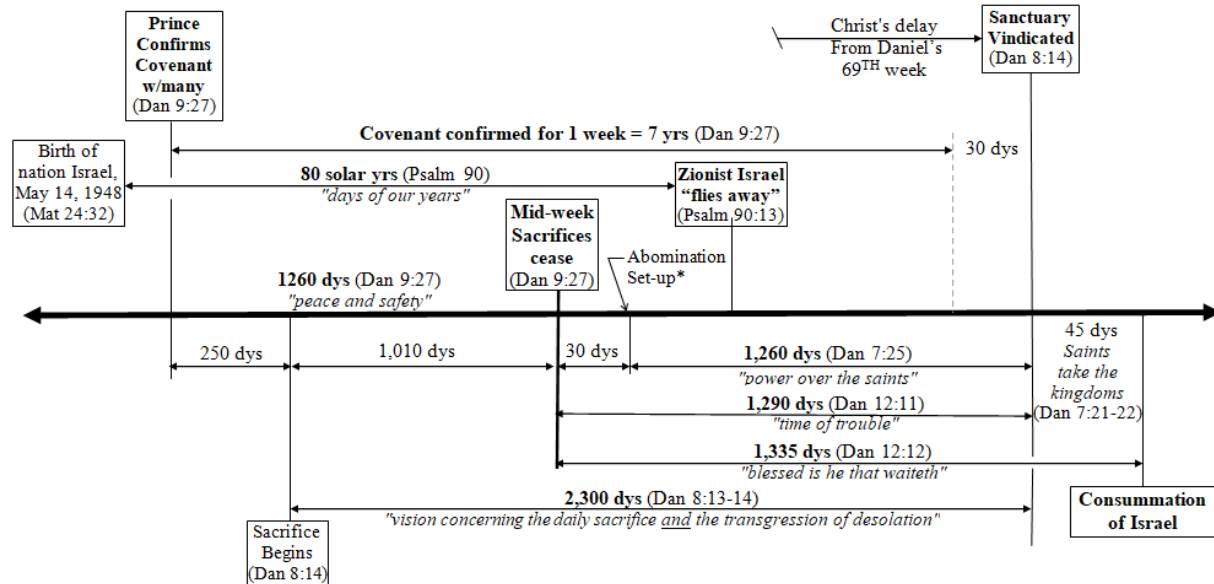 Prince
Confirms
Covenant
w/many
(Dan 9:27)
Christ's delay
From Daniel's
69TH week
Sanctuary
Vindicated
(Dan 8:14)
Covenant confirmed for 1 week = 7 yrs (Dan 9:27)
30 dys
Birth of
nation Israel,
May 14, 1948
(Mat 24:32)
80 solar yrs (Psalm 90)
"days of our years"
Zionist Israel
“flies away”
(Psalm 90:13)
Mid-week
Sacrifices
cease
(Dan 9:27)
Abomination
Set-up*
1260 dys (Dan 9:27)
"peace and safety"
250 dys
1,010 dys
30 dys
1,260 dys (Dan 7:25)
"power over the saints"
45 dys
Saints
take the
kingdoms
(Dan 7:21-22)
1,290 dys (Dan 12:11)
"time of trouble"
1,335 dys (Dan 12:12)
"blessed is he that waiteth"
2,300 dys (Dan 8:13-14)
"vision concerning the daily sacrifice and the transgression of desolation"
Consummation
of Israel
Sacrifice
Begins
(Dan 8:14)